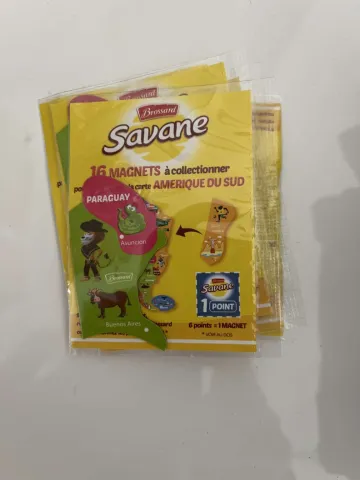 Brossard
Savane
16 MAGNETS à collectionner
carte AMERIQUE DU SUD
PARAGUAY
Asuncion
Brossard
Savane
1 POINT
Buenos Aires
6 points = 1 MAGNET